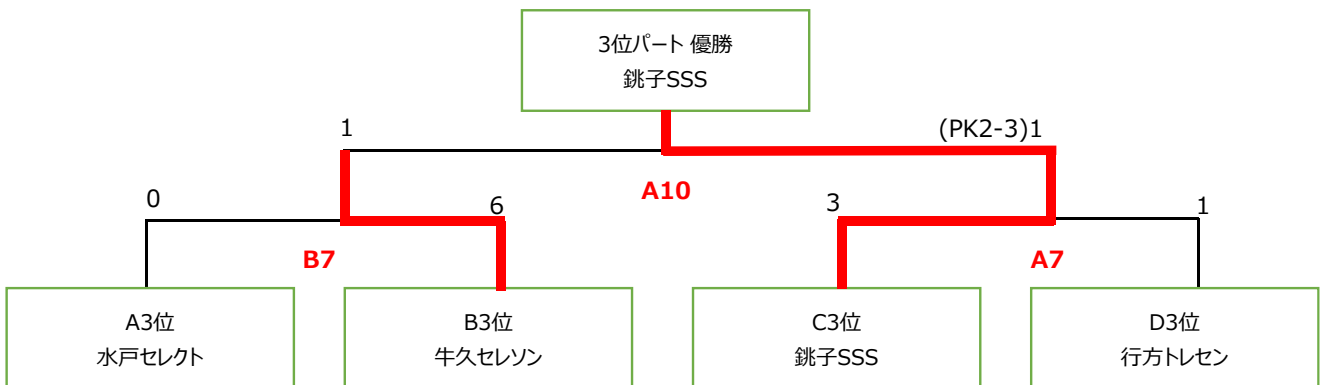 3位パート 優勝
銚子SSS
1
(PK2-3)1
A10
0
6
3
1
B7
A7
A3位
水戸セレクト
B3位
牛久セレソン
C3位
銚子SSS
D3位
行方トレセン